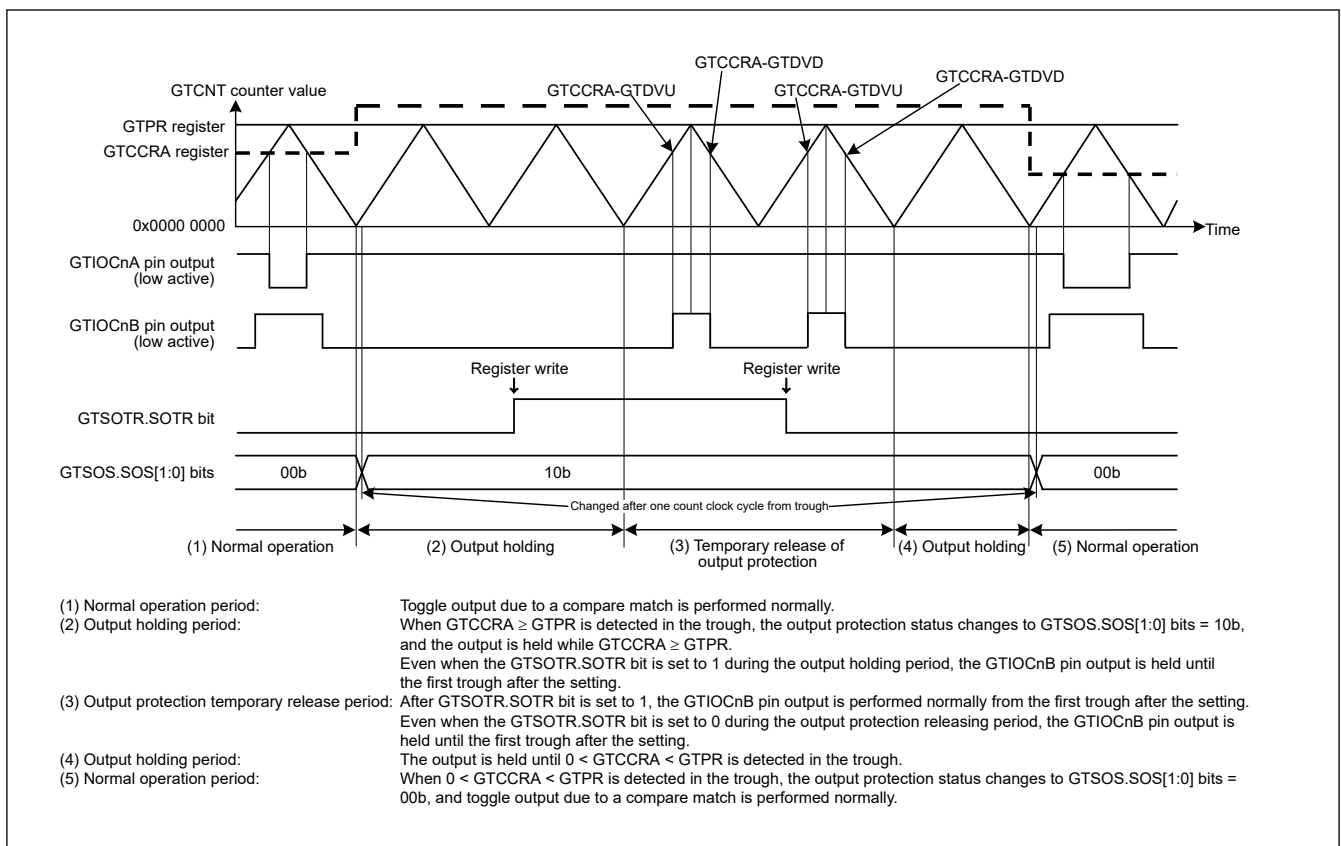 GTCCRA-GTDVD
GTCCRA-GTDVD
GTCNT counter value
GTCCRA-GTDVU
GTCCRA-GTDVU
GTPR register
GTCCRA register
0x0000 0000
Time
GTIOCnA pin output
(low active)
GTIOCnB pin output
(low active)
Register write
Register write
GTSOTR.SOTR bit
GTSOS.SOS[1:0] bits
00b
10b
00b
Changed after one count clock cycle from trough
(1) Normal operation
(2) Output holding
(3) Temporary release of
output protection
(4) Output holding
(5) Normal operation
(1) Normal operation period: Toggle output due to a compare match is performed normally.
(2) Output holding period: When GTCCRA ≥ GTPR is detected in the trough, the output protection status changes to GTSOS.SOS[1:0] bits = 10b,
and the output is held while GTCCRA ≥ GTPR.
Even when the GTSOTR.SOTR bit is set to 1 during the output holding period, the GTIOCnB pin output is held until
the first trough after the setting.
(3) Output protection temporary release period: After GTSOTR.SOTR bit is set to 1, the GTIOCnB pin output is performed normally from the first trough after the setting.
Even when the GTSOTR.SOTR bit is set to 0 during the output protection releasing period, the GTIOCnB pin output is
held until the first trough after the setting.
(4) Output holding period: The output is held until 0 < GTCCRA < GTPR is detected in the trough.
(5) Normal operation period: When 0 < GTCCRA < GTPR is detected in the trough, the output protection status changes to GTSOS.SOS[1:0] bits =
00b, and toggle output due to a compare match is performed normally.